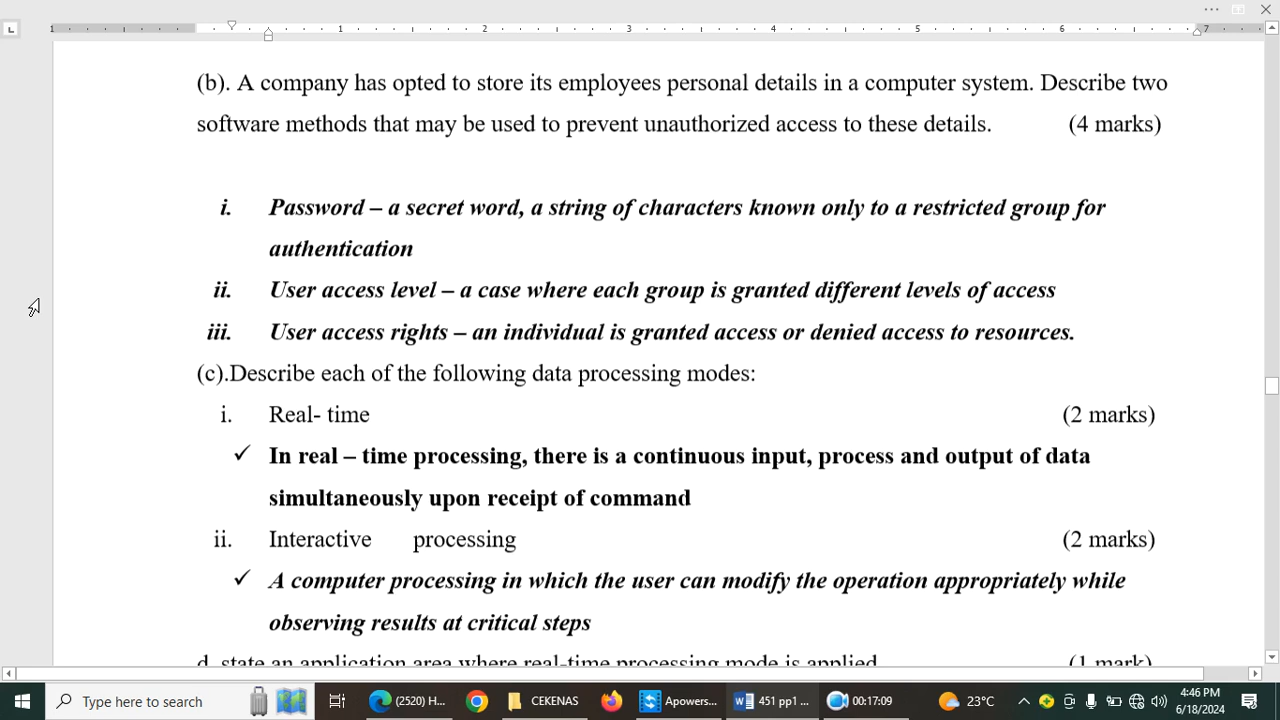 1 1 2 3 4 5 6 7
L
(b). A company has opted to store its employees personal details in a computer system. Describe two
software methods that may be used to prevent unauthorized access to these details. (4 marks)
i. Password – a secret word, a string of characters known only to a restricted group for
authentication
ii. User access level – a case where each group is granted different levels of access
iii. User access rights – an individual is granted access or denied access to resources.
(c).Describe each of the following data processing modes:
i. Real- time (2 marks)
✓ In real – time processing, there is a continuous input, process and output of data
simultaneously upon receipt of command
ii. Interactive processing (2 marks)
✓ A computer processing in which the user can modify the operation appropriately while
observing results at critical steps
d. state an application area where real-time processing mode is applied (1 mark)
Type here to search (2520) H... CEKENAS Apowers... 451 pp1 ... 00:17:09 23°C 4:46 PM
6/18/2024